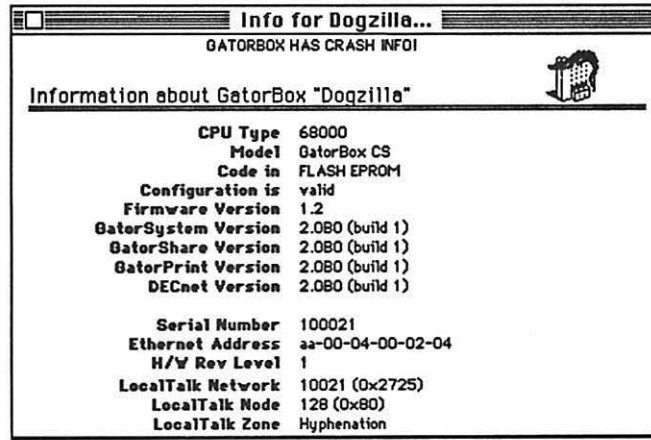 Info for Dogzilla...
GATORBOX HAS CRASH INFO!
Information about GatorBox "Dogzilla"
CPU Type 68000
Model GatorBox CS
Code in FLASH EPROM
Configuration is valid
Firmware Version 1.2
GatorSystem Version 2.0B0 (build 1)
GatorShare Version 2.0B0 (build 1)
GatorPrint Version 2.0B0 (build 1)
DECnet Version 2.0B0 (build 1)
Serial Number 100021
Ethernet Address aa-00-04-00-02-04
H/W Rev Level 1
LocalTalk Network 10021 (0x2725)
LocalTalk Node 128 (0x80)
LocalTalk Zone Hyphenation